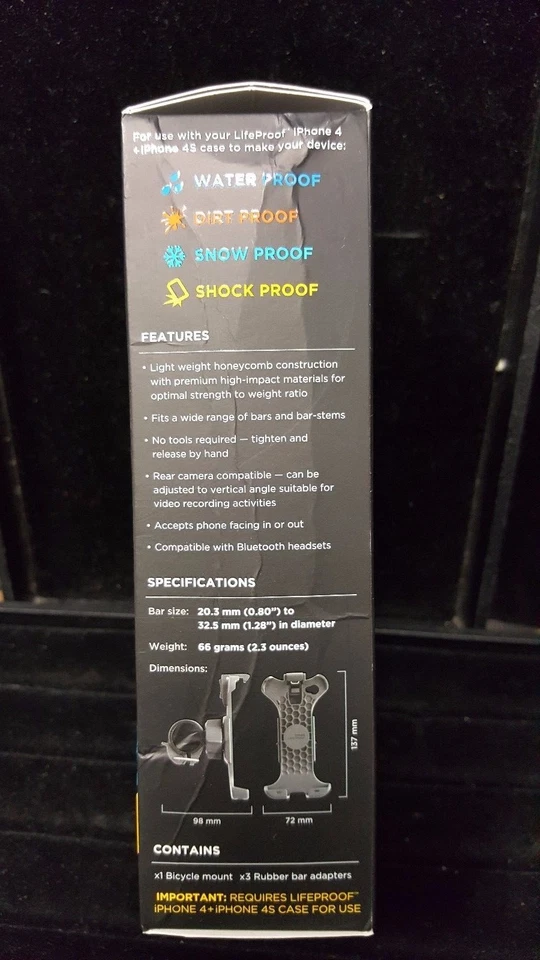 For use with your LifeProof™ iPhone 4
+iPhone 4S case to make your device:
WATER PROOF
DIRT PROOF
SNOW PROOF
SHOCK PROOF
FEATURES
• Light weight honeycomb construction
with premium high-impact materials for
optimal strength to weight ratio
• Fits a wide range of bars and bar-stems
• No tools required — tighten and
release by hand
• Rear camera compatible — can be
adjusted to vertical angle suitable for
video recording activities
• Accepts phone facing in or out
• Compatible with Bluetooth headsets
SPECIFICATIONS
Bar size: 20.3 mm (0.80") to
32.5 mm (1.28") in diameter
Weight: 66 grams (2.3 ounces)
Dimensions:
137 mm
98 mm 72 mm
CONTAINS
x1 Bicycle mount x3 Rubber bar adapters
IMPORTANT: REQUIRES LIFEPROOF™
iPHONE 4+iPHONE 4S CASE FOR USE